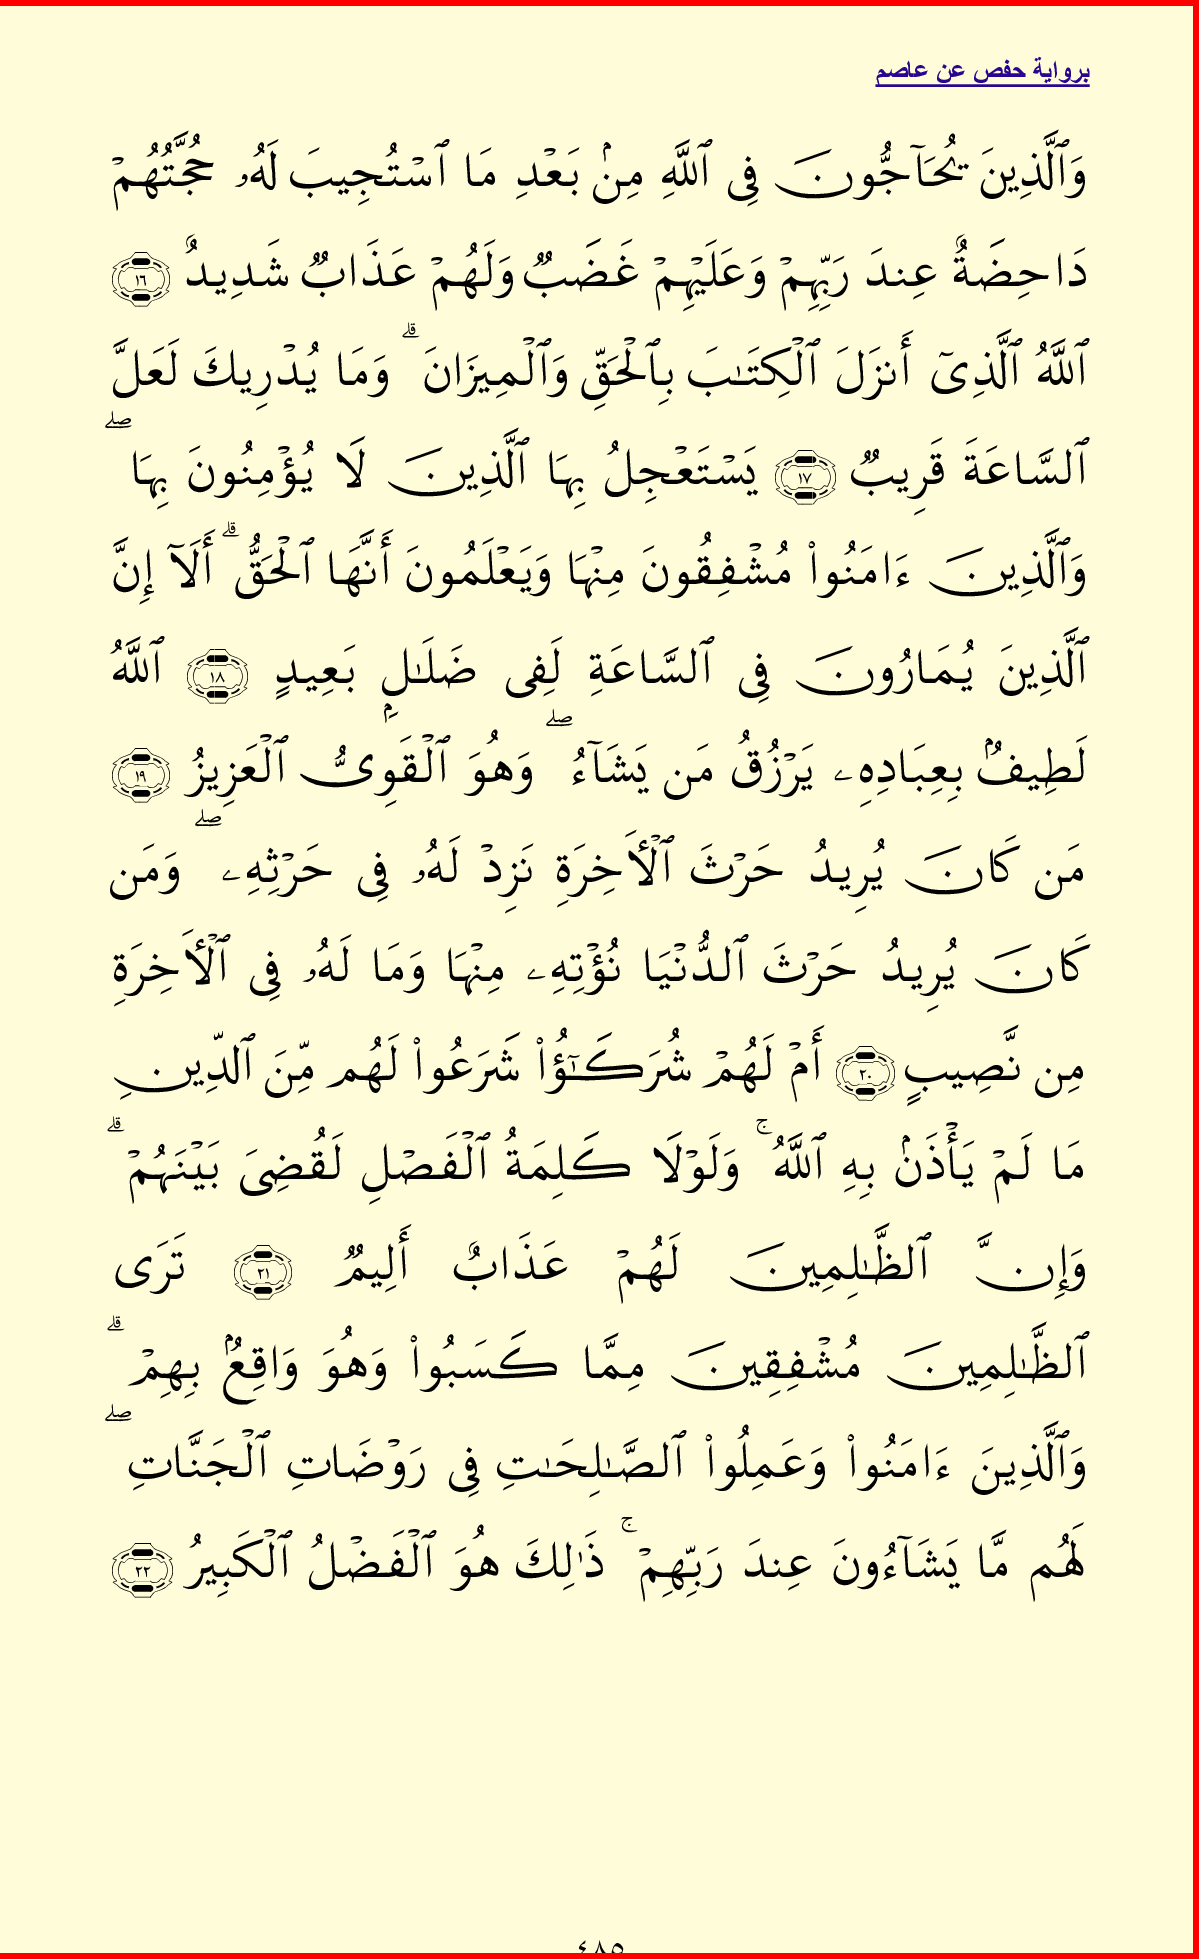 برواية حفص عن عاصم
وَٱلَّذِينَ يُحَآجُّونَ فِى ٱللَّهِ مِنۢ بَعْدِ مَا ٱسْتُجِيبَ لَهُۥ حُجَّتُهُمْ
دَاحِضَةٌ عِندَ رَبِّهِمْ وَعَلَيْهِمْ غَضَبٌ وَلَهُمْ عَذَابٌ شَدِيدٌ ١٦
ٱللَّهُ ٱلَّذِىٓ أَنزَلَ ٱلْكِتَـٰبَ بِٱلْحَقِّ وَٱلْمِيزَانَ ۗ وَمَا يُدْرِيكَ لَعَلَّ
ٱلسَّاعَةَ قَرِيبٌ ١٧ يَسْتَعْجِلُ بِهَا ٱلَّذِينَ لَا يُؤْمِنُونَ بِهَا ۖ
وَٱلَّذِينَ ءَامَنُوا۟ مُشْفِقُونَ مِنْهَا وَيَعْلَمُونَ أَنَّهَا ٱلْحَقُّ ۗ أَلَآ إِنَّ
ٱلَّذِينَ يُمَارُونَ فِى ٱلسَّاعَةِ لَفِى ضَلَـٰلٍۭ بَعِيدٍ ١٨ ٱللَّهُ
لَطِيفٌۢ بِعِبَادِهِۦ يَرْزُقُ مَن يَشَآءُ ۖ وَهُوَ ٱلْقَوِىُّ ٱلْعَزِيزُ ١٩
مَن كَانَ يُرِيدُ حَرْثَ ٱلْـَٔاخِرَةِ نَزِدْ لَهُۥ فِى حَرْثِهِۦ ۖ وَمَن
كَانَ يُرِيدُ حَرْثَ ٱلدُّنْيَا نُؤْتِهِۦ مِنْهَا وَمَا لَهُۥ فِى ٱلْـَٔاخِرَةِ
مِن نَّصِيبٍ ٢٠ أَمْ لَهُمْ شُرَكَـٰٓؤُا۟ شَرَعُوا۟ لَهُم مِّنَ ٱلدِّينِ
مَا لَمْ يَأْذَنۢ بِهِ ٱللَّهُ ۚ وَلَوْلَا كَلِمَةُ ٱلْفَصْلِ لَقُضِىَ بَيْنَهُمْ ۗ
وَإِنَّ ٱلظَّـٰلِمِينَ لَهُمْ عَذَابٌ أَلِيمٌ ٢١ تَرَى
ٱلظَّـٰلِمِينَ مُشْفِقِينَ مِمَّا كَسَبُوا۟ وَهُوَ وَاقِعٌۢ بِهِمْ ۗ
وَٱلَّذِينَ ءَامَنُوا۟ وَعَمِلُوا۟ ٱلصَّـٰلِحَـٰتِ فِى رَوْضَاتِ ٱلْجَنَّاتِ ۖ
لَهُم مَّا يَشَآءُونَ عِندَ رَبِّهِمْ ۚ ذَٰلِكَ هُوَ ٱلْفَضْلُ ٱلْكَبِيرُ ٢٢
٤٨٥